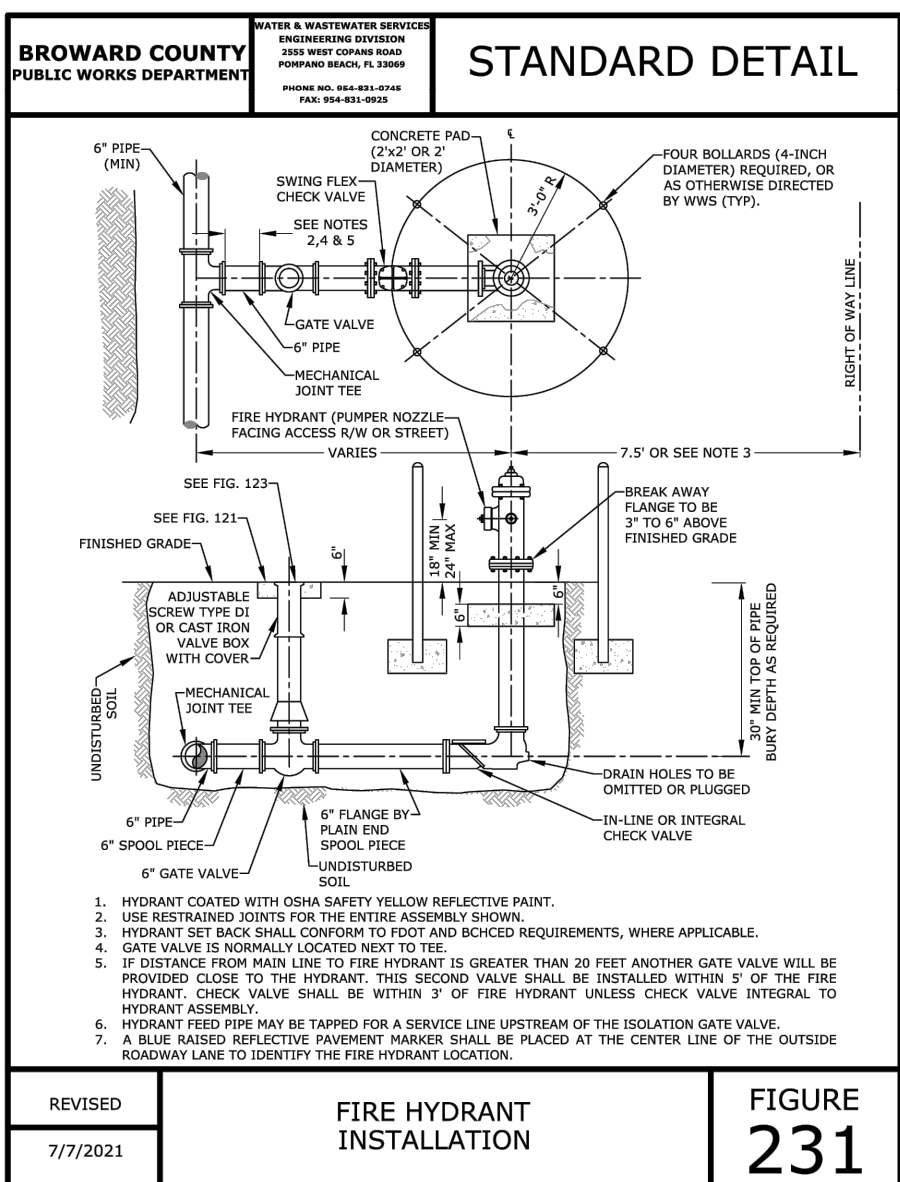 BROWARD COUNTY
PUBLIC WORKS DEPARTMENT
WATER & WASTEWATER SERVICES
ENGINEERING DIVISION
2555 WEST COPANS ROAD
POMPANO BEACH, FL 33069
PHONE NO. 954-831-0745
FAX: 954-831-0925
STANDARD DETAIL
6" PIPE
(MIN)
CONCRETE PAD
(2'x2' OR 2'
DIAMETER)
℄
FOUR BOLLARDS (4-INCH
DIAMETER) REQUIRED, OR
AS OTHERWISE DIRECTED
BY WWS (TYP).
SWING FLEX
CHECK VALVE
3'-0" R
SEE NOTES
2,4 & 5
GATE VALVE
6" PIPE
MECHANICAL
JOINT TEE
RIGHT OF WAY LINE
FIRE HYDRANT (PUMPER NOZZLE
FACING ACCESS R/W OR STREET)
VARIES
7.5' OR SEE NOTE 3
SEE FIG. 123
SEE FIG. 121
FINISHED GRADE
6"
18" MIN
24" MAX
BREAK AWAY
FLANGE TO BE
3" TO 6" ABOVE
FINISHED GRADE
ADJUSTABLE
SCREW TYPE DI
OR CAST IRON
VALVE BOX
WITH COVER
6"
6"
30" MIN TOP OF PIPE
BURY DEPTH AS REQUIRED
UNDISTURBED
SOIL
MECHANICAL
JOINT TEE
DRAIN HOLES TO BE
OMITTED OR PLUGGED
6" PIPE
6" SPOOL PIECE
6" GATE VALVE
6" FLANGE BY
PLAIN END
SPOOL PIECE
IN-LINE OR INTEGRAL
CHECK VALVE
UNDISTURBED
SOIL
1. HYDRANT COATED WITH OSHA SAFETY YELLOW REFLECTIVE PAINT.
2. USE RESTRAINED JOINTS FOR THE ENTIRE ASSEMBLY SHOWN.
3. HYDRANT SET BACK SHALL CONFORM TO FDOT AND BCHCED REQUIREMENTS, WHERE APPLICABLE.
4. GATE VALVE IS NORMALLY LOCATED NEXT TO TEE.
5. IF DISTANCE FROM MAIN LINE TO FIRE HYDRANT IS GREATER THAN 20 FEET ANOTHER GATE VALVE WILL BE
PROVIDED CLOSE TO THE HYDRANT. THIS SECOND VALVE SHALL BE INSTALLED WITHIN 5' OF THE FIRE
HYDRANT. CHECK VALVE SHALL BE WITHIN 3' OF FIRE HYDRANT UNLESS CHECK VALVE INTEGRAL TO
HYDRANT ASSEMBLY.
6. HYDRANT FEED PIPE MAY BE TAPPED FOR A SERVICE LINE UPSTREAM OF THE ISOLATION GATE VALVE.
7. A BLUE RAISED REFLECTIVE PAVEMENT MARKER SHALL BE PLACED AT THE CENTER LINE OF THE OUTSIDE
ROADWAY LANE TO IDENTIFY THE FIRE HYDRANT LOCATION.
REVISED
7/7/2021
FIRE HYDRANT
INSTALLATION
FIGURE
231